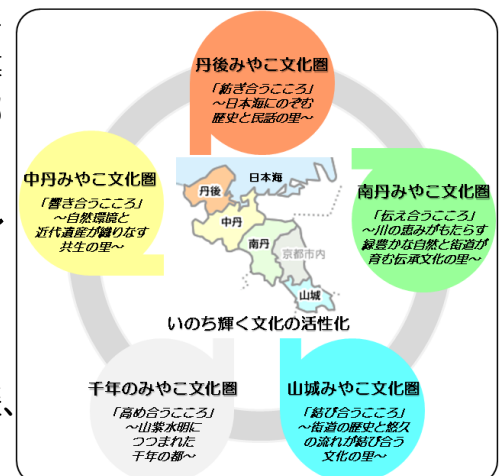 丹後みやこ文化圏
「紡ぎ合うこころ」
～日本海にのぞむ
歴史と民話の里～
中丹みやこ文化圏
「響き合うこころ」
～自然環境と
近代遺産が織りなす
共生の里～
南丹みやこ文化圏
「伝え合うこころ」
～川の恵みがもたらす
緑豊かな自然と街道が
育む伝承文化の里～
日本海
丹後
中丹
南丹
京都市内
山城
いのち輝く文化の活性化
千年のみやこ文化圏
「高め合うこころ」
～山紫水明に
つつまれた
千年の都～
山城みやこ文化圏
「結び合うこころ」
～街道の歴史と悠久
の流れが結び合う
文化の里～